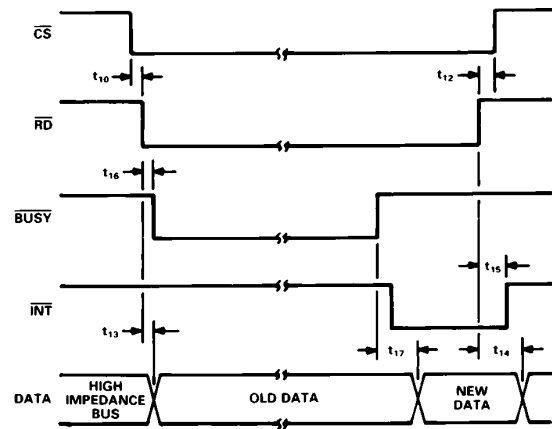 CS
t10
t12
RD
t16
BUSY
t15
INT
t13
t17
t14
DATA
HIGH
IMPEDANCE
BUS
OLD DATA
NEW
DATA